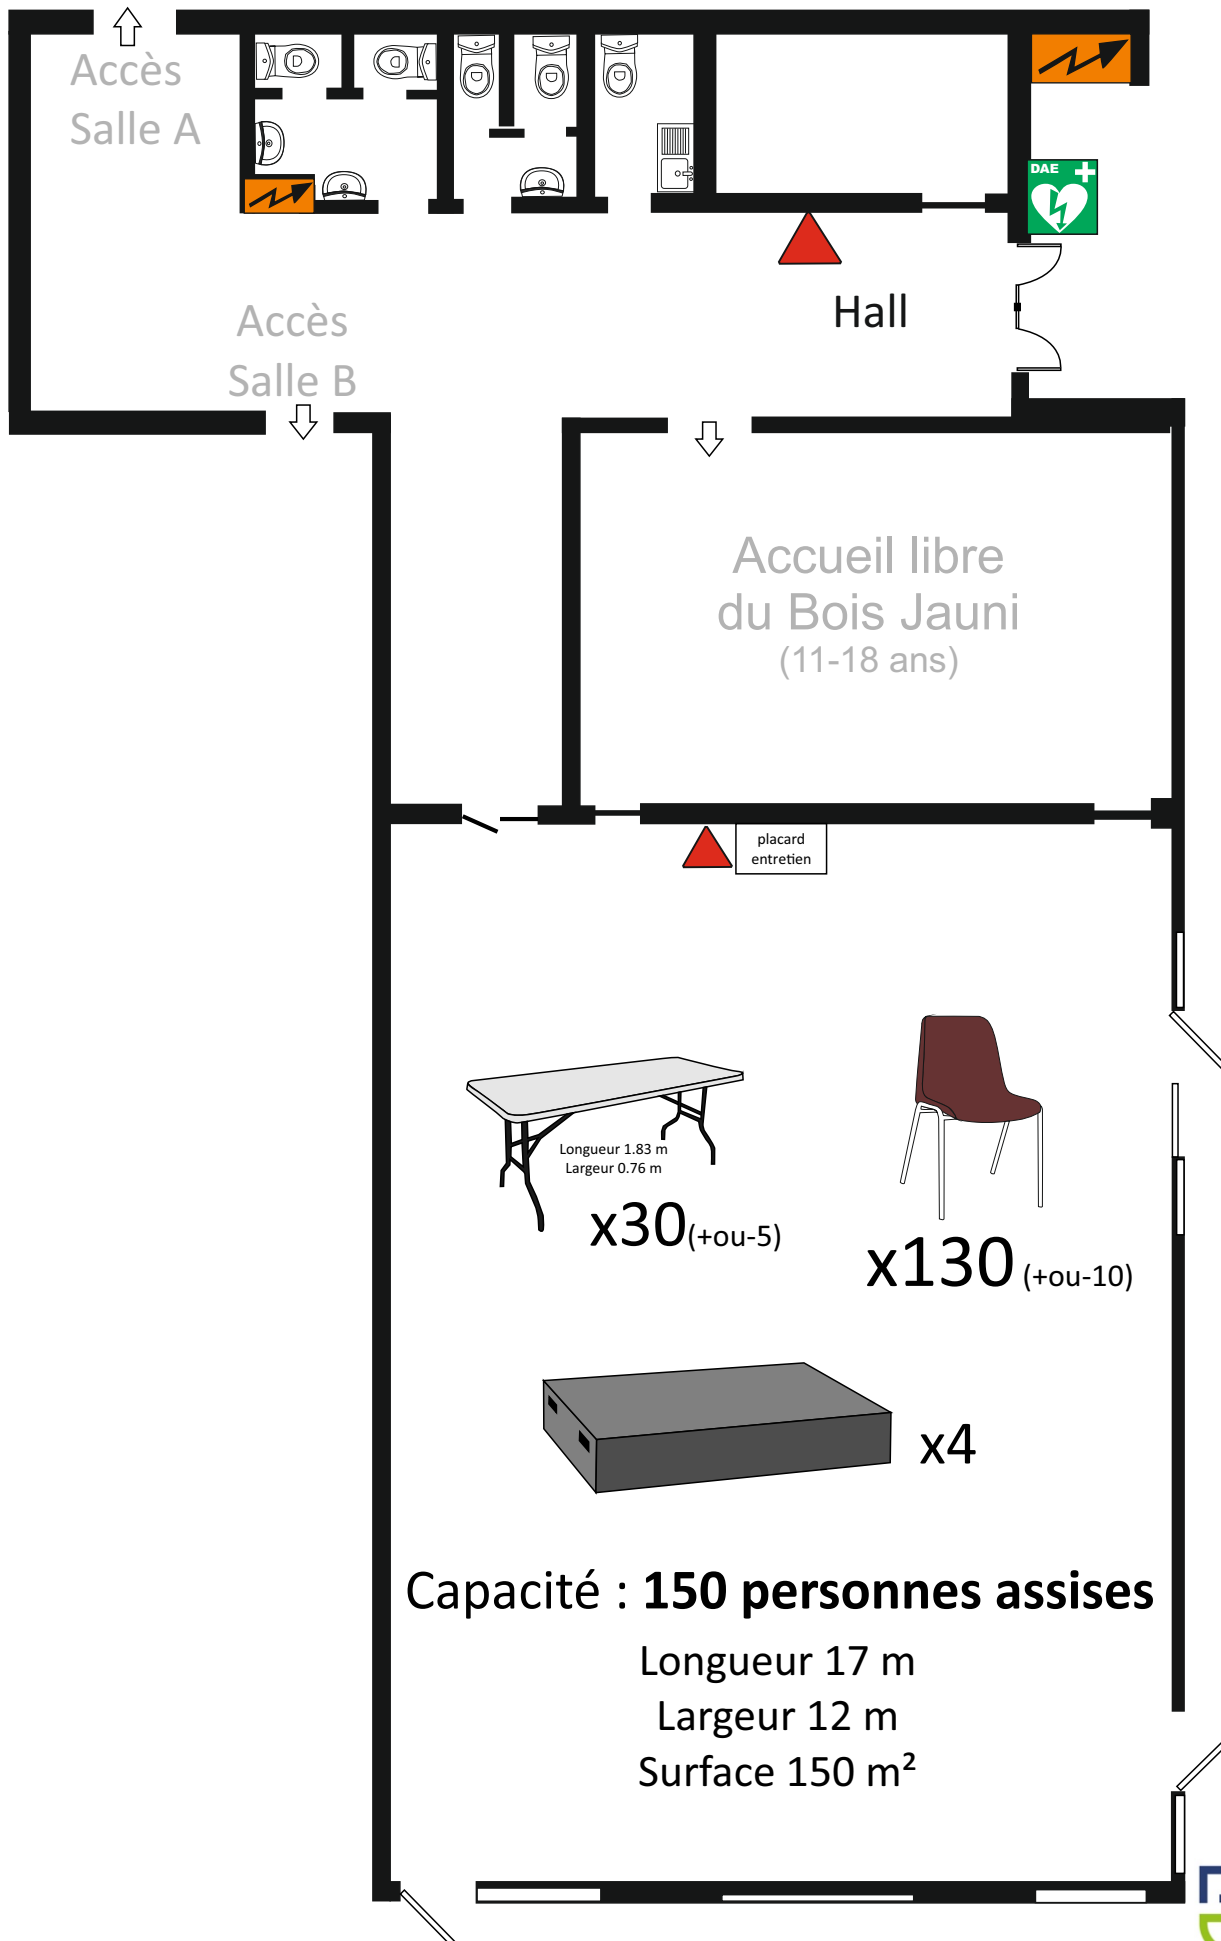 Accès
Salle A
DAE
Hall
Accès
Salle B
Accueil libre
du Bois Jauni
(11-18 ans)
placard
entretien
Longueur 1.83 m
Largeur 0.76 m
x30(+ou-5)
x130 (+ou-10)
x4
Capacité : 150 personnes assises
Longueur 17 m
Largeur 12 m
Surface 150 m²